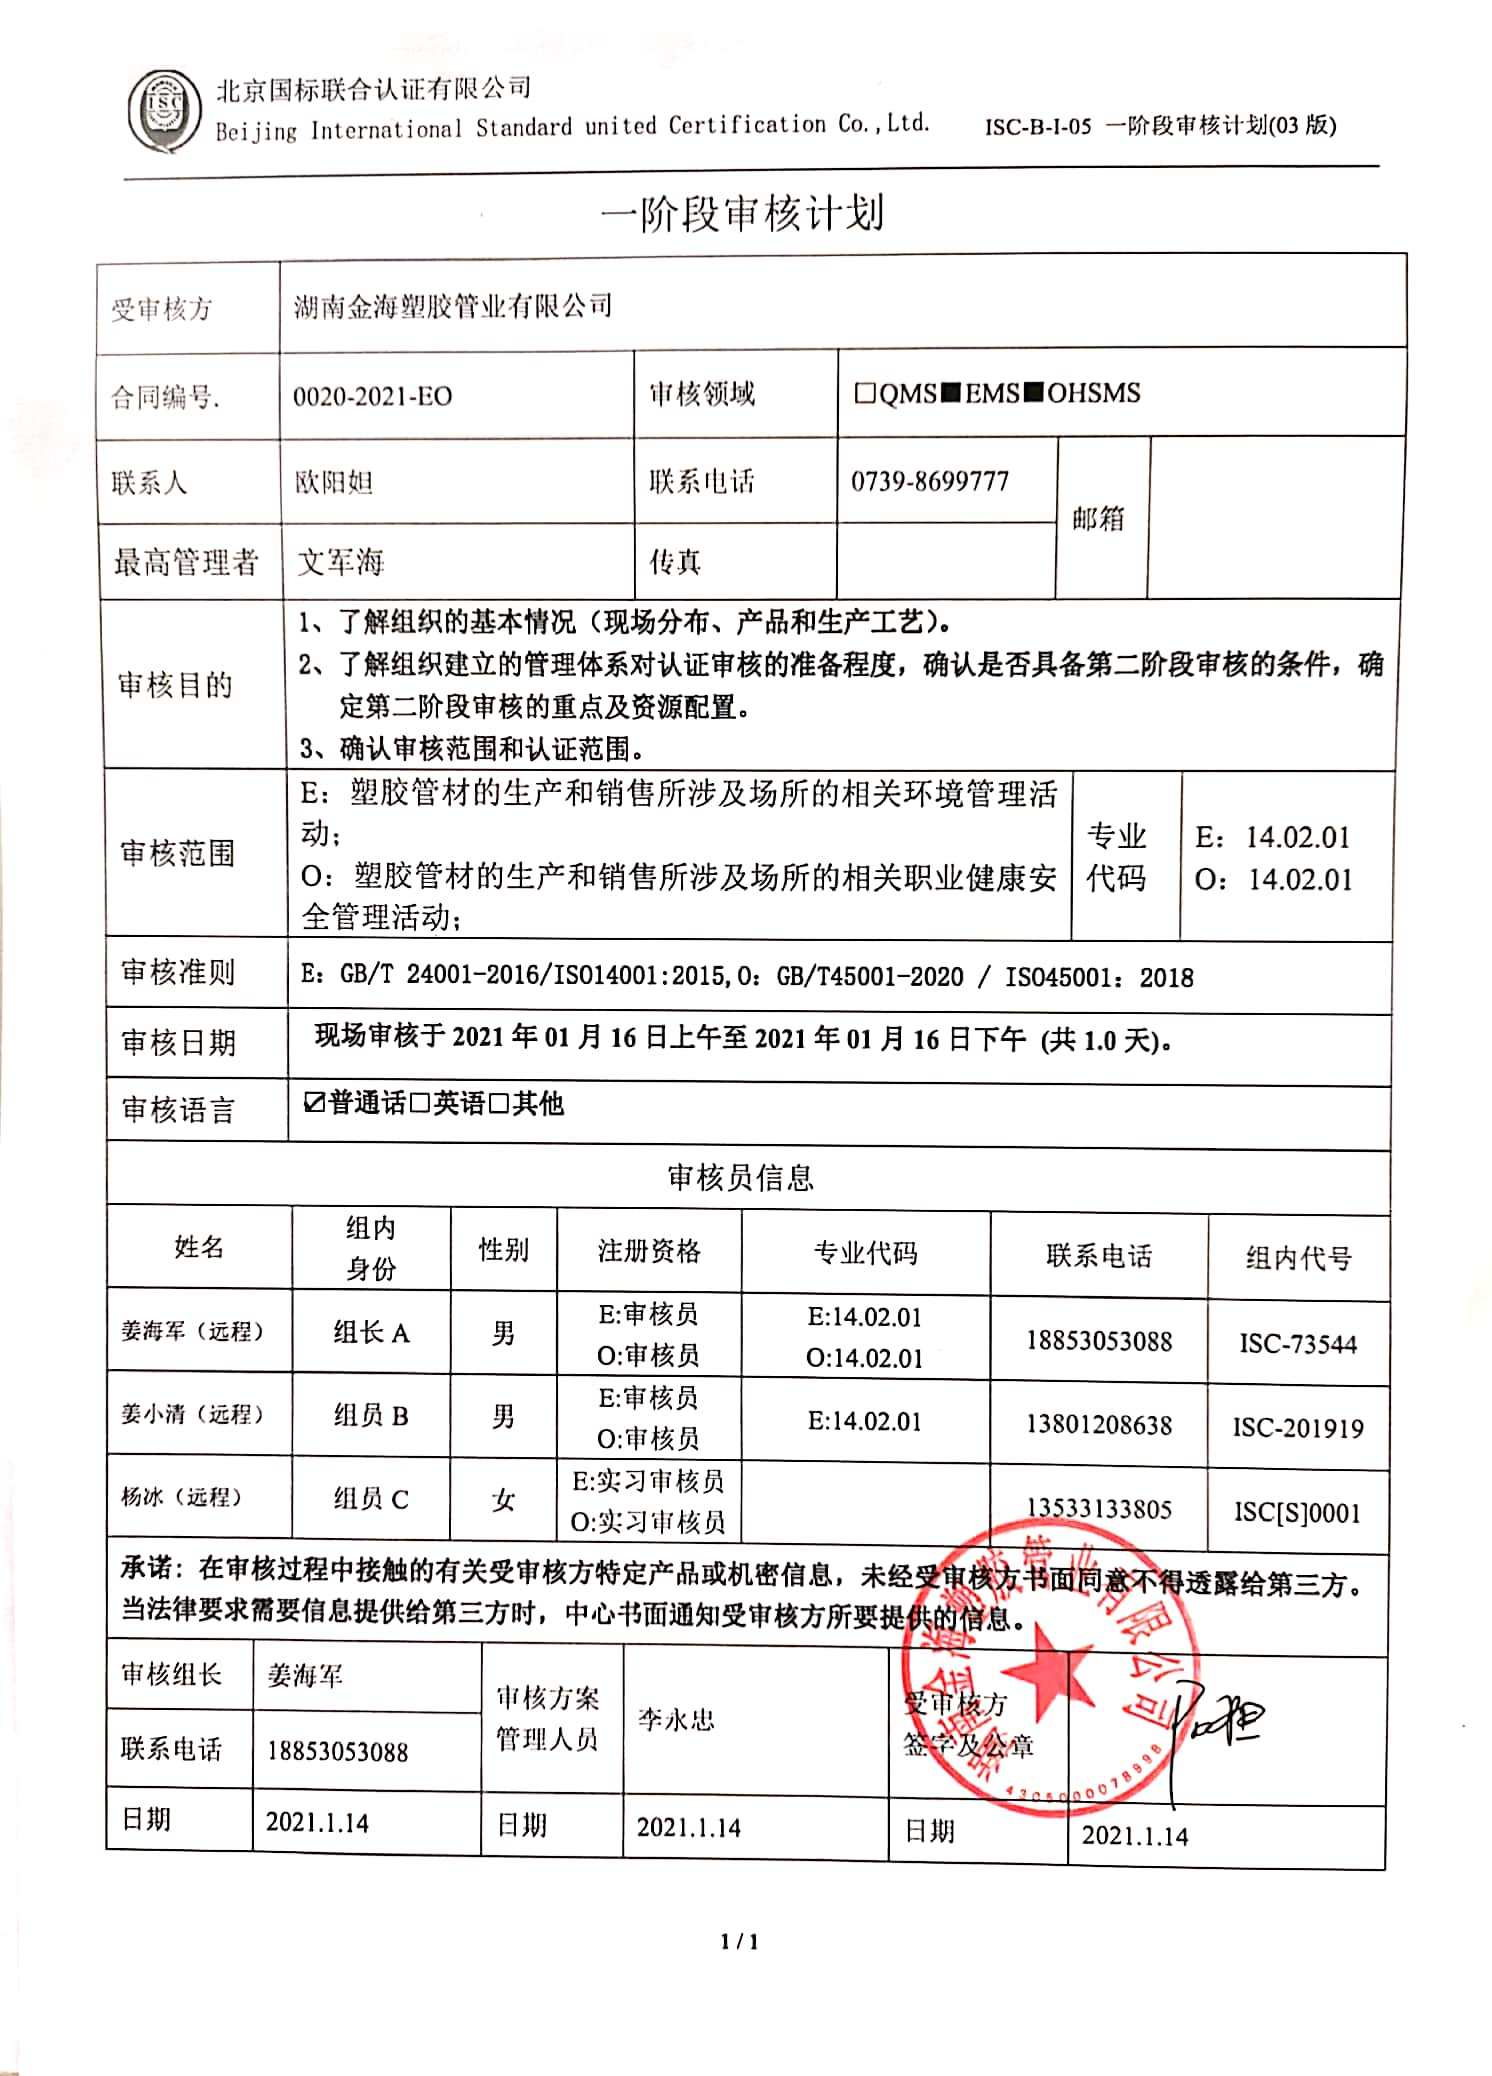 北京国标联合认证有限公司
Beijing International Standard united Certification Co.,Ltd. ISC-B-I-05 一阶段审核计划(03 版)
一阶段审核计划
受审核方 湖南金海塑胶管业有限公司
合同编号. 0020-2021-EO 审核领域 □QMS■EMS■OHSMS
联系人 欧阳妲 联系电话 0739-8699777 邮箱
最高管理者 文军海 传真
审核目的
1、了解组织的基本情况（现场分布、产品和生产工艺）。
2、了解组织建立的管理体系对认证审核的准备程度，确认是否具备第二阶段审核的条件，确
定第二阶段审核的重点及资源配置。
3、确认审核范围和认证范围。
审核范围
E：塑胶管材的生产和销售所涉及场所的相关环境管理活
动；
O：塑胶管材的生产和销售所涉及场所的相关职业健康安
全管理活动；
专业
代码
E：14.02.01
O：14.02.01
审核准则 E：GB/T 24001-2016/ISO14001:2015,O：GB/T45001-2020 / ISO45001：2018
审核日期 现场审核于 2021 年 01 月 16 日上午至 2021 年 01 月 16 日下午 (共 1.0 天)。
审核语言 ☑普通话□英语□其他
审核员信息
姓名 组内 性别 注册资格 专业代码 联系电话 组内代号
身份
姜海军（远程） 组长 A 男 E:审核员 E:14.02.01 18853053088 ISC-73544
O:审核员 O:14.02.01
姜小清（远程） 组员 B 男 E:审核员 E:14.02.01 13801208638 ISC-201919
O:审核员
杨冰（远程） 组员 C 女 E:实习审核员 13533133805 ISC[S]0001
O:实习审核员
承诺：在审核过程中接触的有关受审核方特定产品或机密信息，未经受审核方书面同意不得透露给第三方。
当法律要求需要信息提供给第三方时，中心书面通知受审核方所要提供的信息。
审核组长 姜海军
联系电话 18853053088
审核方案
管理人员
李永忠
受审核方
签字及公章
湖南金海塑胶管业有限公司
4305000078998
日期 2021.1.14 日期 2021.1.14 日期 2021.1.14
1 / 1
ISC